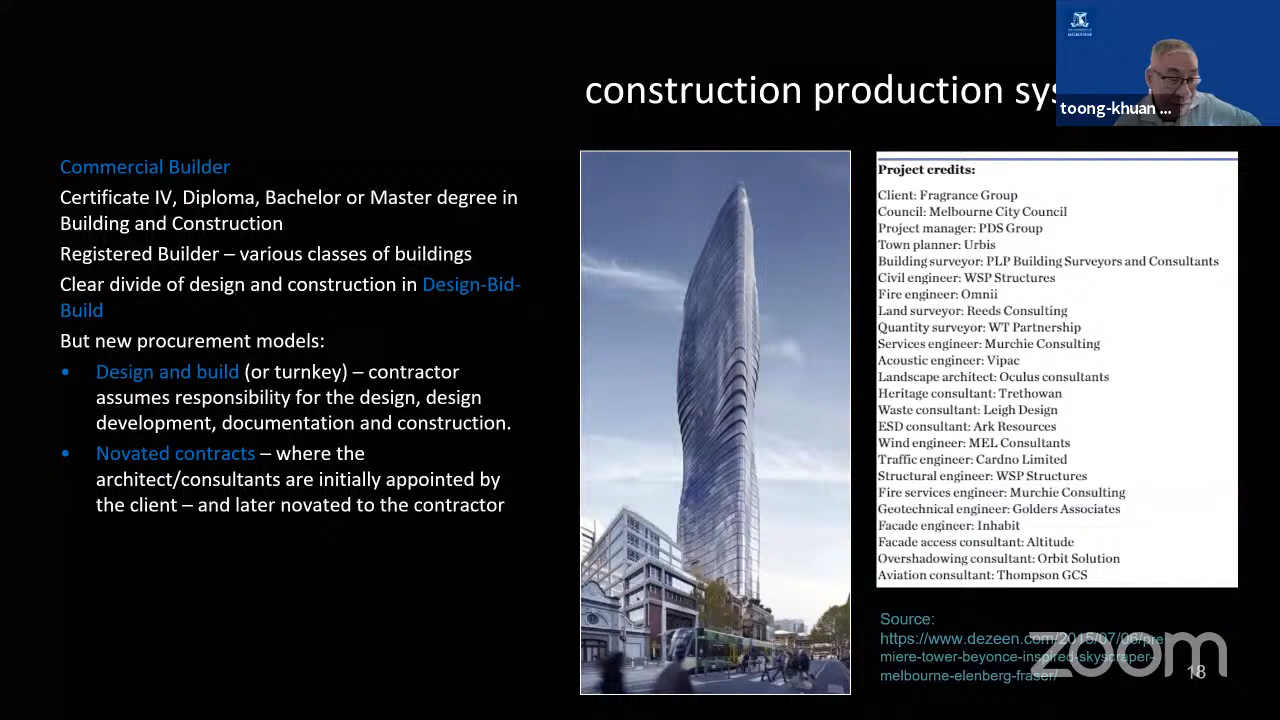 MELBOURNE
construction production sys
toong-khuan ...
Commercial Builder
Certificate IV, Diploma, Bachelor or Master degree in
Building and Construction
Registered Builder – various classes of buildings
Clear divide of design and construction in Design-Bid-
Build
But new procurement models:
• Design and build (or turnkey) – contractor
assumes responsibility for the design, design
development, documentation and construction.
• Novated contracts – where the
architect/consultants are initially appointed by
the client – and later novated to the contractor
Project credits:
Client: Fragrance Group
Council: Melbourne City Council
Project manager: PDS Group
Town planner: Urbis
Building surveyor: PLP Building Surveyors and Consultants
Civil engineer: WSP Structures
Fire engineer: Omnii
Land surveyor: Reeds Consulting
Quantity surveyor: WT Partnership
Services engineer: Murchie Consulting
Acoustic engineer: Vipac
Landscape architect: Oculus consultants
Heritage consultant: Trethowan
Waste consultant: Leigh Design
ESD consultant: Ark Resources
Wind engineer: MEL Consultants
Traffic engineer: Cardno Limited
Structural engineer: WSP Structures
Fire services engineer: Murchie Consulting
Geotechnical engineer: Golders Associates
Facade engineer: Inhabit
Facade access consultant: Altitude
Overshadowing consultant: Orbit Solution
Aviation consultant: Thompson GCS
Source:
https://www.dezeen.com/2015/07/06/pre
miere-tower-beyonce-inspired-skyscraper-
melbourne-elenberg-fraser/
zoom
18